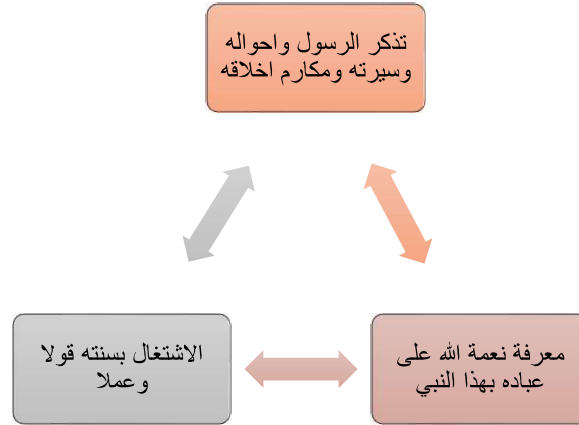 تذكر الرسول واحواله
وسيرته ومكارم اخلاقه
معرفة نعمة الله على
عباده بهذا النبي
الاشتغال بسنته قولا
وعملا